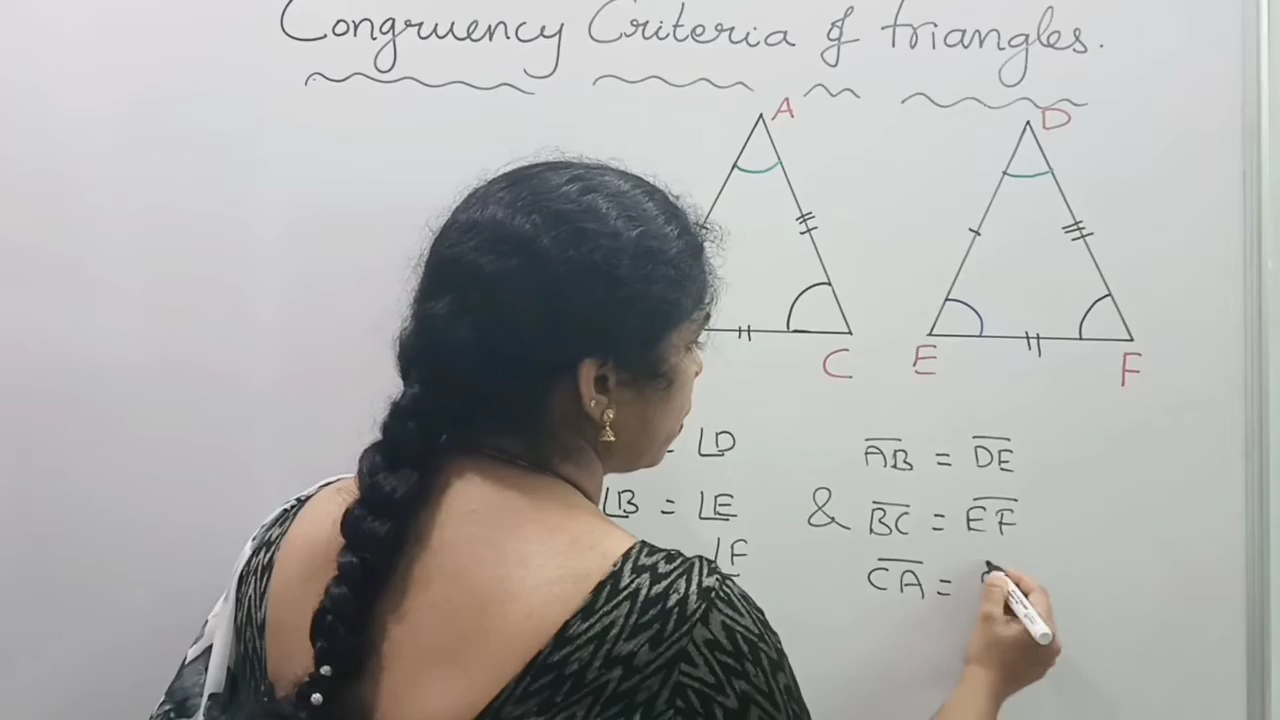 Congruency Criteria of triangles.
A
D
C
E
F
= ∠D
∠B = ∠E
∠F
AB = DE
& BC = EF
CA =